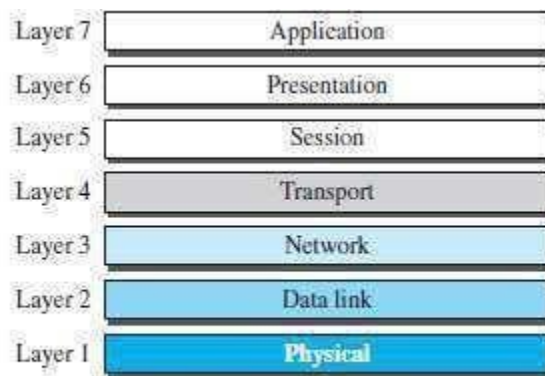 Layer 7 Application
Layer 6 Presentation
Layer 5 Session
Layer 4 Transport
Layer 3 Network
Layer 2 Data link
Layer 1 Physical